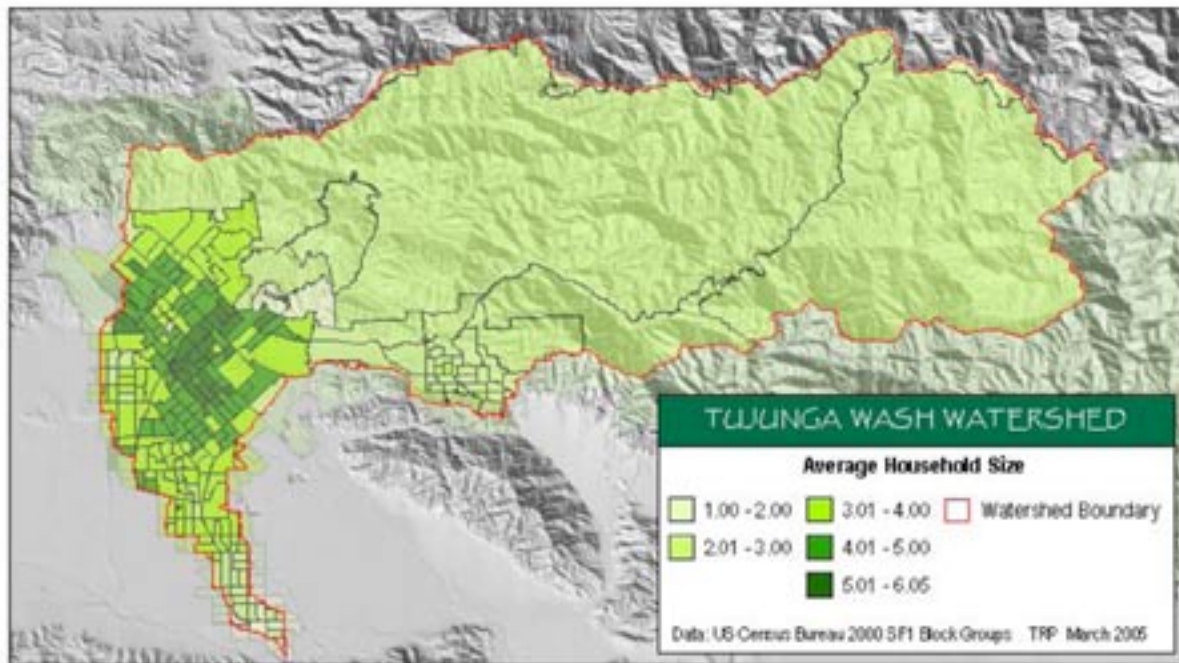 TUJUNGA WASH WATERSHED
Average Household Size
1.00 - 2.00
2.01 - 3.00
3.01 - 4.00
4.01 - 5.00
5.01 - 6.05
Watershed Boundary
Data: US Census Bureau 2000 SF1 Block Groups TRP March 2005